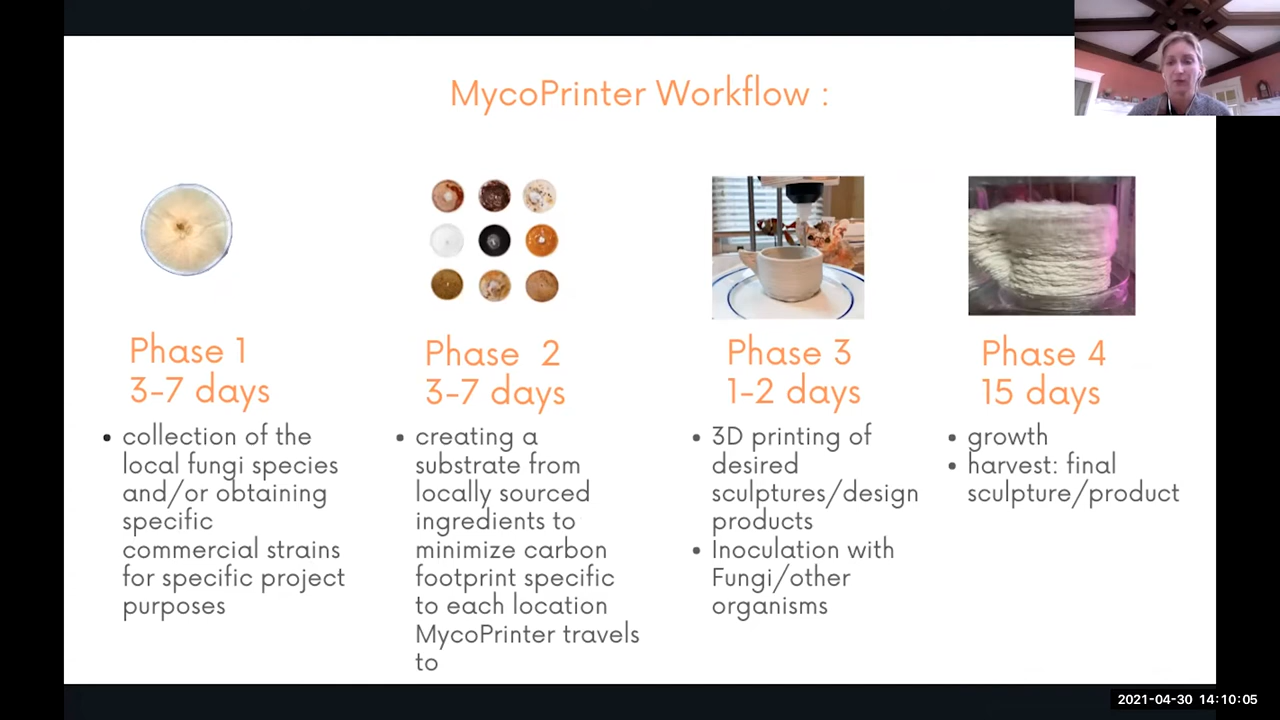 MycoPrinter Workflow :
Phase 1
3-7 days
• collection of the
local fungi species
and/or obtaining
specific
commercial strains
for specific project
purposes
Phase 2
3-7 days
• creating a
substrate from
locally sourced
ingredients to
minimize carbon
footprint specific
to each location
MycoPrinter travels
to
Phase 3
1-2 days
• 3D printing of
desired
sculptures/design
products
• Inoculation with
Fungi/other
organisms
Phase 4
15 days
• growth
• harvest: final
sculpture/product
2021-04-30 14:10:05